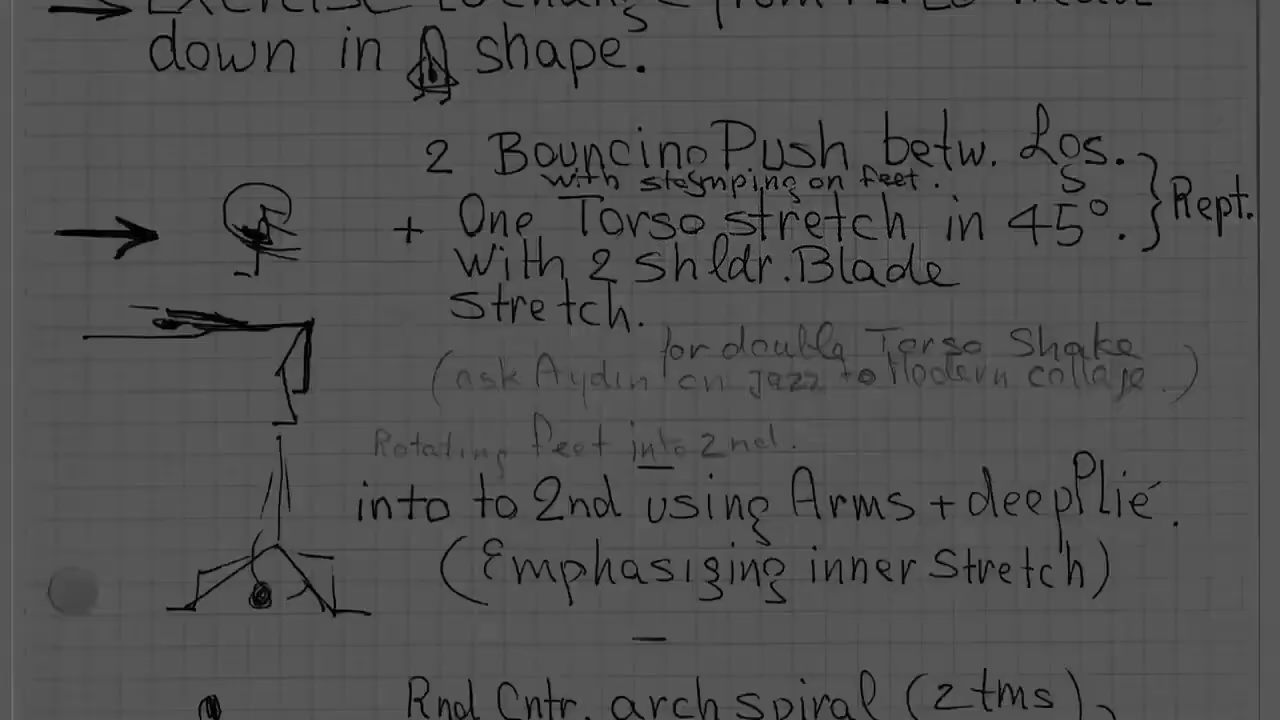 down in shape.
2 Bouncing Push betw. Los.
with stomping on feet.
+ One Torso stretch in 45°. } Rept.
With 2 Shldr. Blade
Stretch.
for double Torso Shake
(ask Aydin on jazz to Modern collage.)
Rotating feet into 2nd.
into to 2nd using Arms + deep Plié.
(Emphasizing inner Stretch)
Rnd Cntr. arch spiral (2 tms),